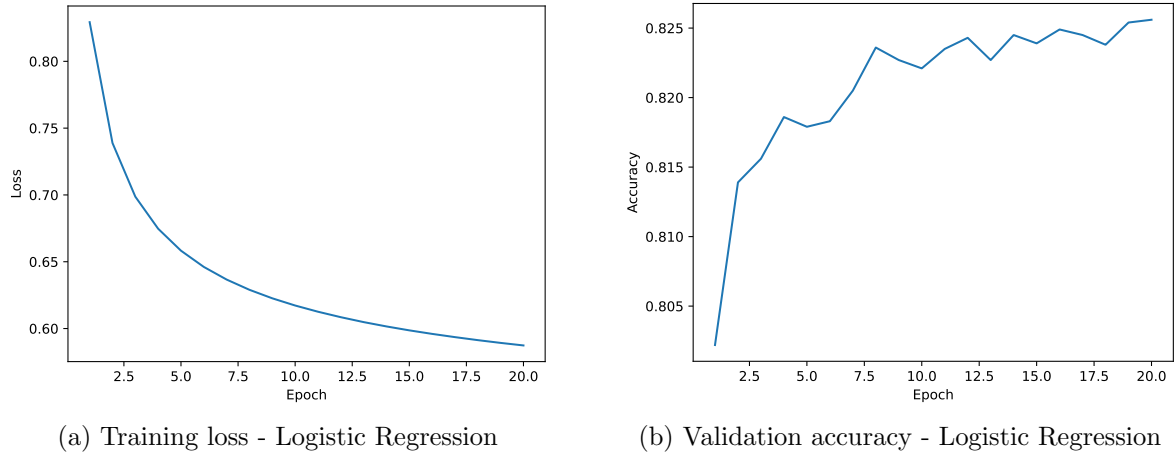 0.80
0.75
0.70
0.65
0.60
Loss
2.5 5.0 7.5 10.0 12.5 15.0 17.5 20.0
Epoch
(a) Training loss - Logistic Regression
0.825
0.820
0.815
0.810
0.805
Accuracy
2.5 5.0 7.5 10.0 12.5 15.0 17.5 20.0
Epoch
(b) Validation accuracy - Logistic Regression